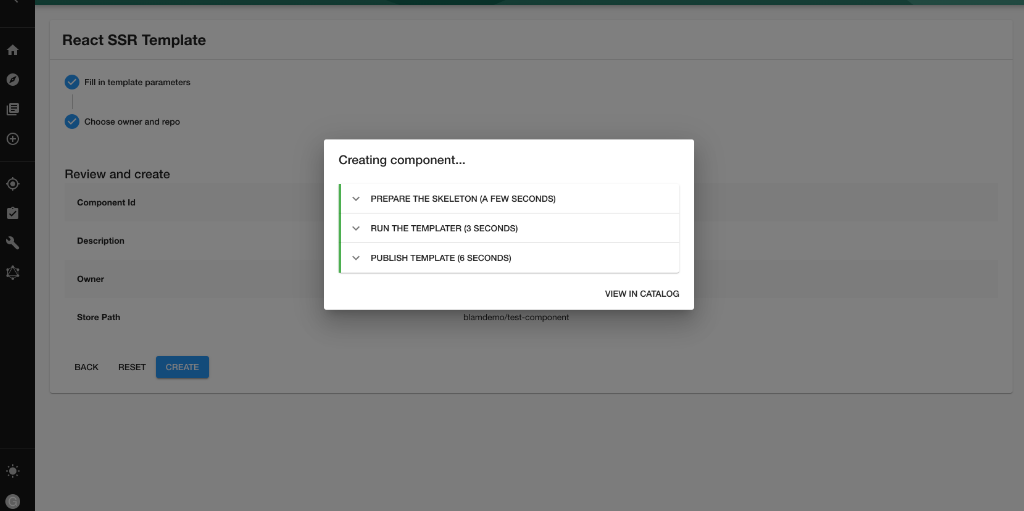 React SSR Template
Fill in template parameters
Choose owner and repo
Review and create
Component Id
Description
Owner
Store Path
blamdemo/test-component
BACK
RESET
CREATE
Creating component...
PREPARE THE SKELETON (A FEW SECONDS)
RUN THE TEMPLATER (3 SECONDS)
PUBLISH TEMPLATE (6 SECONDS)
VIEW IN CATALOG